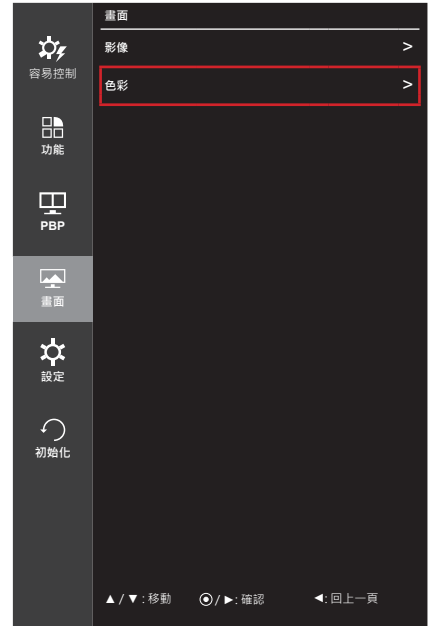 畫面
影像 >
色彩 >
容易控制
功能
PBP
畫面
設定
初始化
▲/▼:移動 ⦿/►:確認 ◄:回上一頁